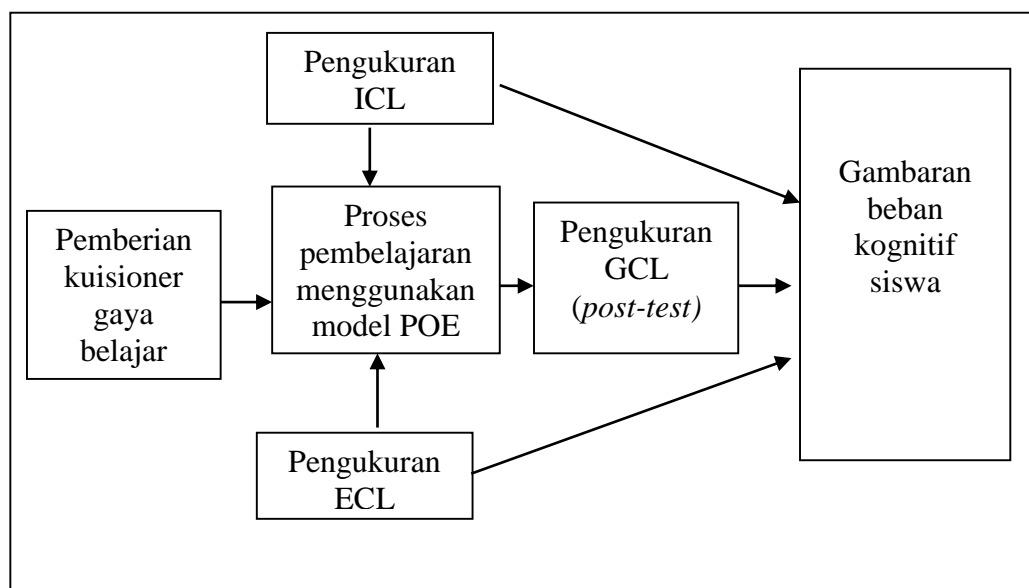 Pengukuran
ICL
Pemberian
kuisioner
gaya
belajar
Proses
pembelajaran
menggunakan
model POE
Pengukuran
GCL
(post-test)
Gambaran
beban
kognitif
siswa
Pengukuran
ECL